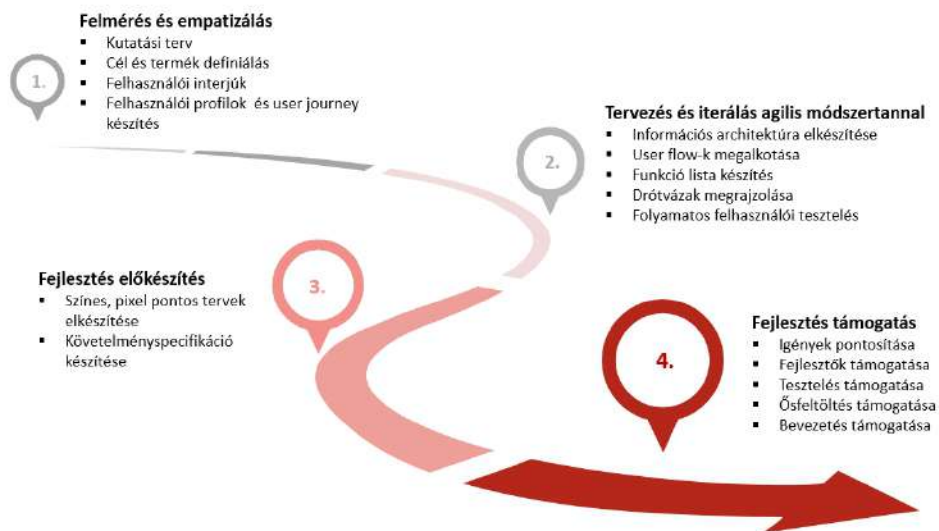 Felmérés és empatizálás
1.
▪ Kutatási terv
▪ Cél és termék definiálás
▪ Felhasználói interjúk
▪ Felhasználói profilok és user journey
készítés
Tervezés és iterálás agilis módszertannal
2.
▪ Információs architektúra elkészítése
▪ User flow-k megalkotása
▪ Funkció lista készítés
▪ Drótvázak megrajzolása
▪ Folyamatos felhasználói tesztelés
Fejlesztés előkészítés
3.
▪ Színes, pixel pontos tervek
elkészítése
▪ Követelményspecifikáció
készítése
Fejlesztés támogatás
4.
▪ Igények pontosítása
▪ Fejlesztők támogatása
▪ Tesztelés támogatása
▪ Ősfeltöltés támogatása
▪ Bevezetés támogatása